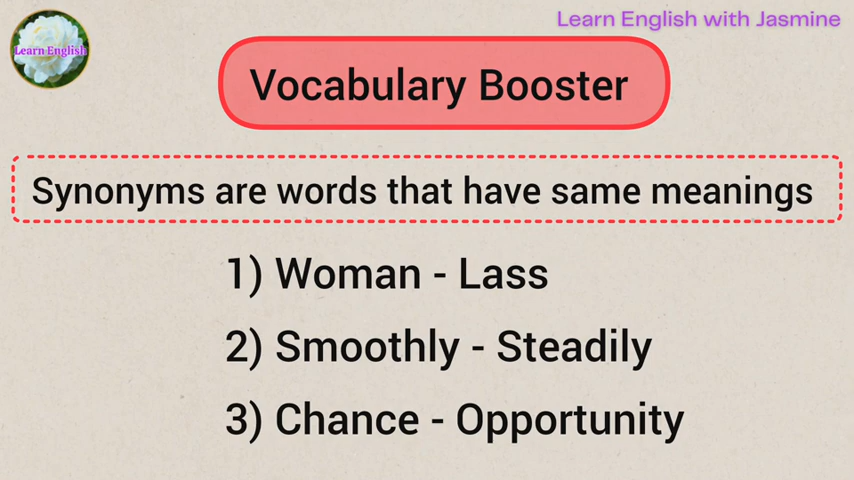 Learn English with Jasmine
Learn English
Vocabulary Booster
Synonyms are words that have same meanings
1) Woman - Lass
2) Smoothly - Steadily
3) Chance - Opportunity